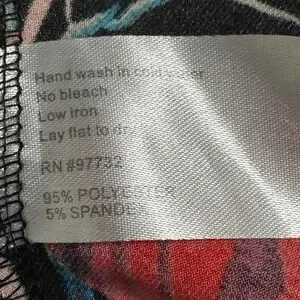 Hand wash in cold water
No bleach
Low iron
Lay flat to dry
RN #97732
95% POLYESTER
5% SPANDEX